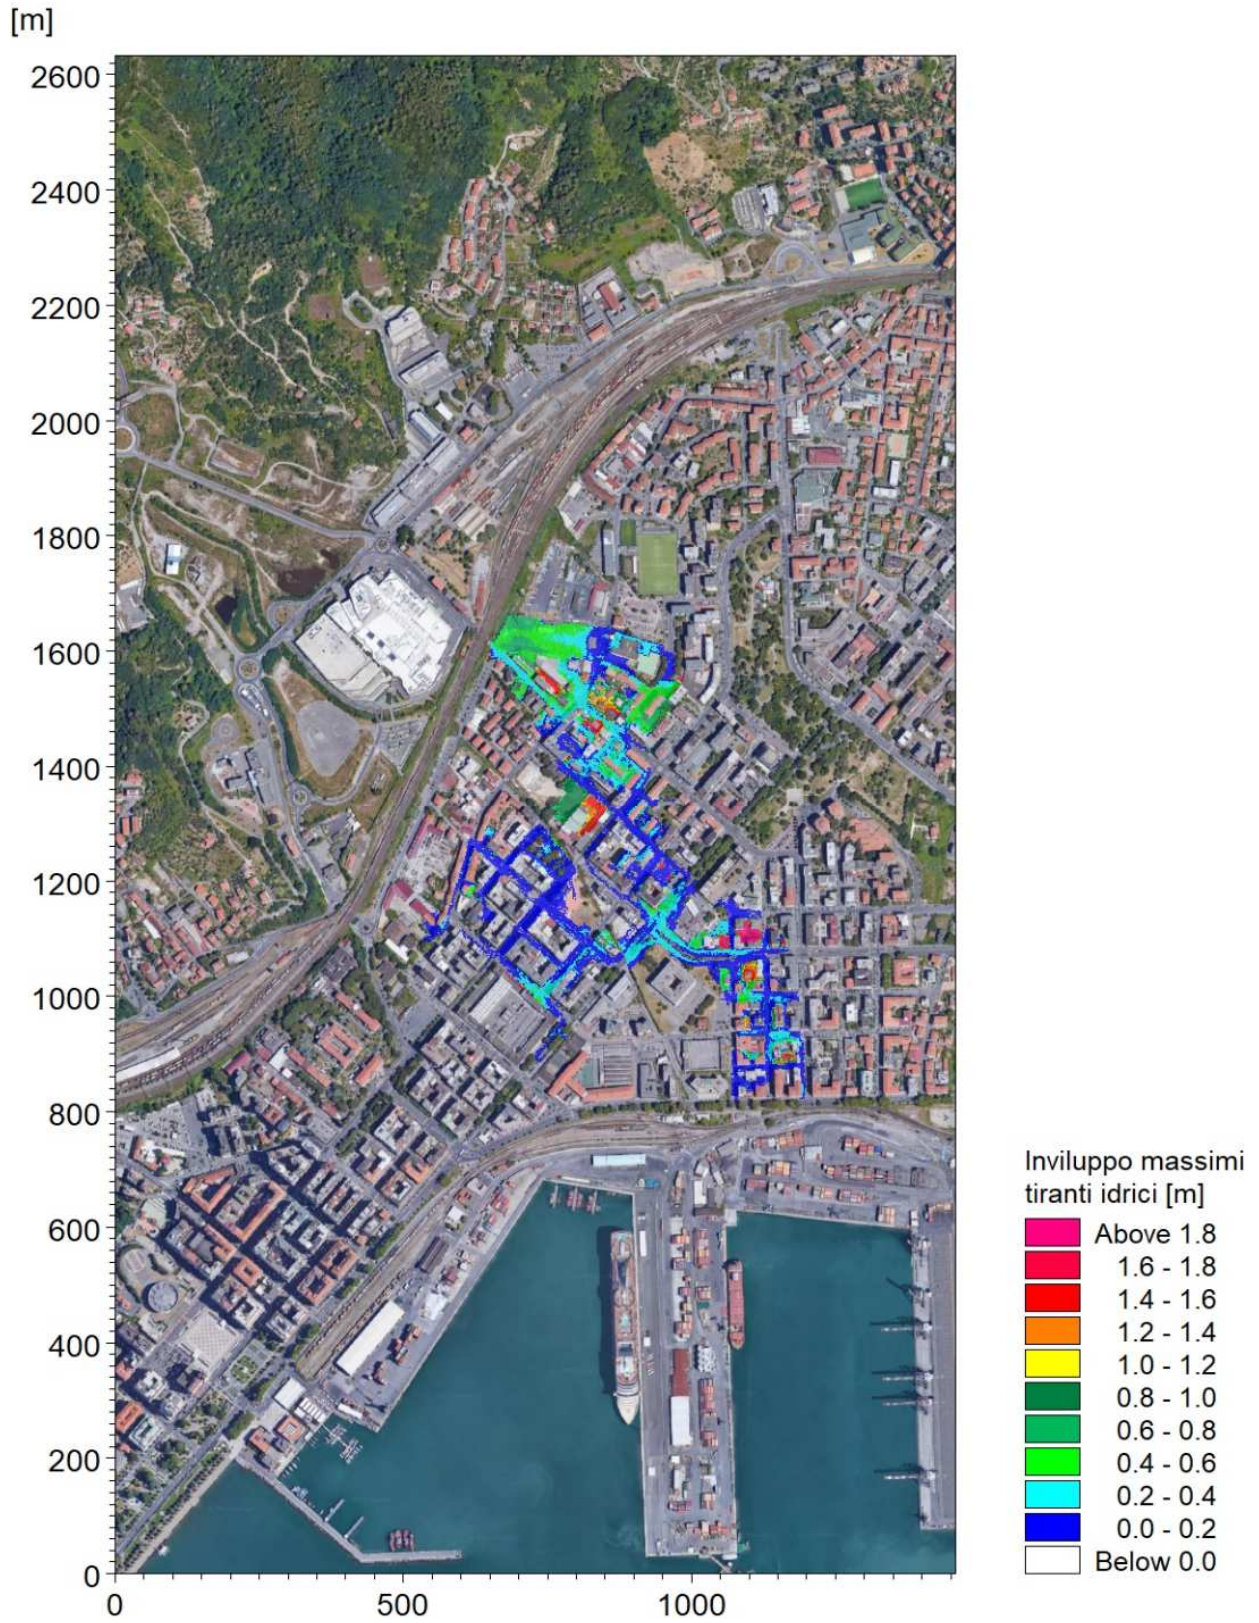 [m]
2600
2400
2200
2000
1800
1600
1400
1200
1000
800
600
400
200
0
0 500 1000
Inviluppo massimi
tiranti idrici [m]
Above 1.8
1.6 - 1.8
1.4 - 1.6
1.2 - 1.4
1.0 - 1.2
0.8 - 1.0
0.6 - 0.8
0.4 - 0.6
0.2 - 0.4
0.0 - 0.2
Below 0.0